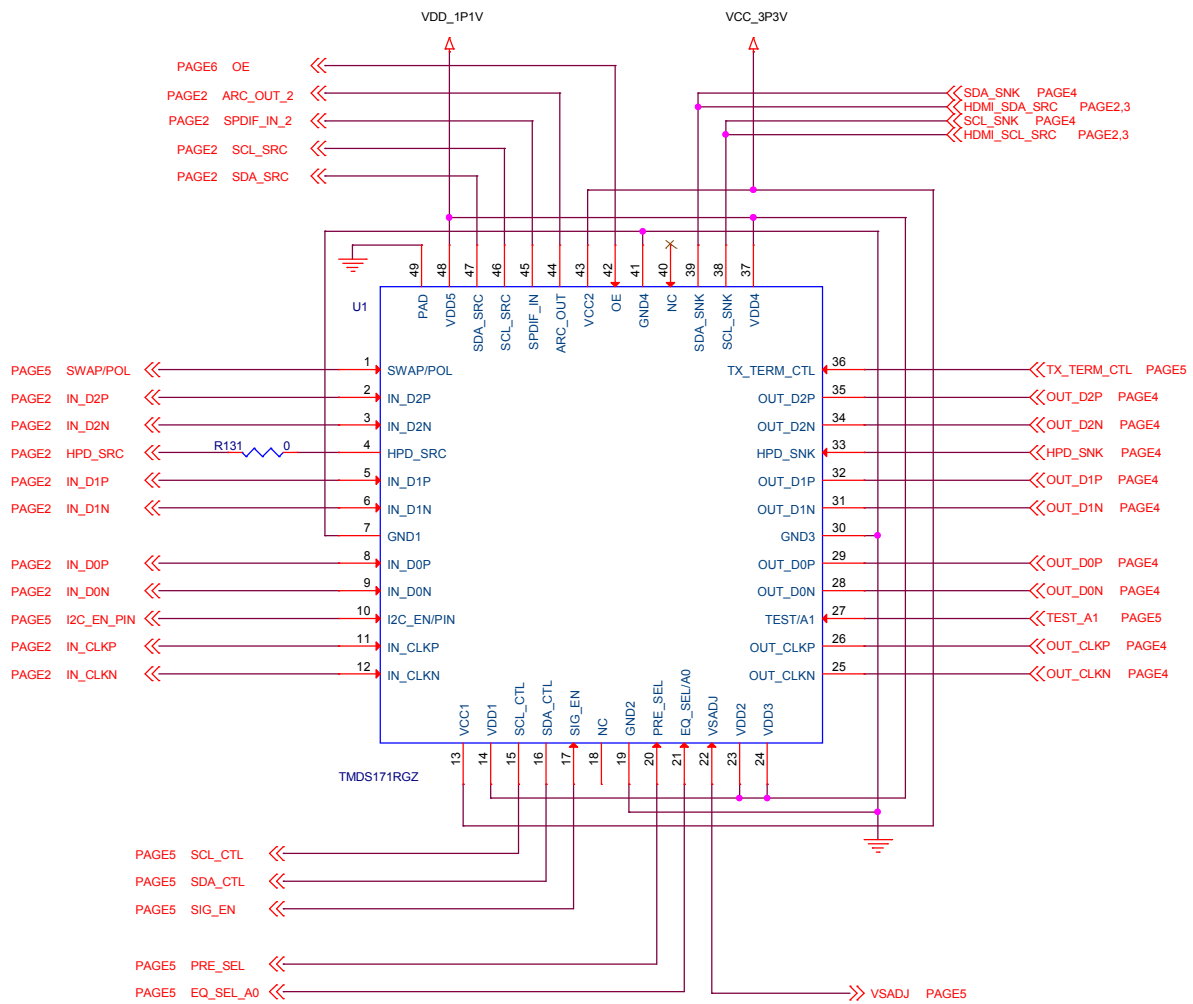 VDD_1P1V
VCC_3P3V
PAGE6 OE
PAGE2 ARC_OUT_2
PAGE2 SPDIF_IN_2
PAGE2 SCL_SRC
PAGE2 SDA_SRC
SDA_SNK PAGE4
HDMI_SDA_SRC PAGE2,3
SCL_SNK PAGE4
HDMI_SCL_SRC PAGE2,3
49 48 47 46 45 44 43 42 41 40 39 38 37
U1
PAD VDD5 SDA_SRC SCL_SRC SPDIF_IN ARC_OUT VCC2 OE GND4 NC SDA_SNK SCL_SNK VDD4
PAGE5 SWAP/POL 1 SWAP/POL TX_TERM_CTL 36 TX_TERM_CTL PAGE5
PAGE2 IN_D2P 2 IN_D2P OUT_D2P 35 OUT_D2P PAGE4
PAGE2 IN_D2N 3 IN_D2N OUT_D2N 34 OUT_D2N PAGE4
PAGE2 HPD_SRC R131 0 4 HPD_SRC HPD_SNK 33 HPD_SNK PAGE4
PAGE2 IN_D1P 5 IN_D1P OUT_D1P 32 OUT_D1P PAGE4
PAGE2 IN_D1N 6 IN_D1N OUT_D1N 31 OUT_D1N PAGE4
7 GND1 GND3 30
PAGE2 IN_D0P 8 IN_D0P OUT_D0P 29 OUT_D0P PAGE4
PAGE2 IN_D0N 9 IN_D0N OUT_D0N 28 OUT_D0N PAGE4
PAGE5 I2C_EN_PIN 10 I2C_EN/PIN TEST/A1 27 TEST_A1 PAGE5
PAGE2 IN_CLKP 11 IN_CLKP OUT_CLKP 26 OUT_CLKP PAGE4
PAGE2 IN_CLKN 12 IN_CLKN OUT_CLKN 25 OUT_CLKN PAGE4
VCC1 VDD1 SCL_CTL SDA_CTL SIG_EN NC GND2 PRE_SEL EQ_SEL/A0 VSADJ VDD2 VDD3
13 14 15 16 17 18 19 20 21 22 23 24
TMDS171RGZ
PAGE5 SCL_CTL
PAGE5 SDA_CTL
PAGE5 SIG_EN
PAGE5 PRE_SEL
PAGE5 EQ_SEL_A0
VSADJ PAGE5